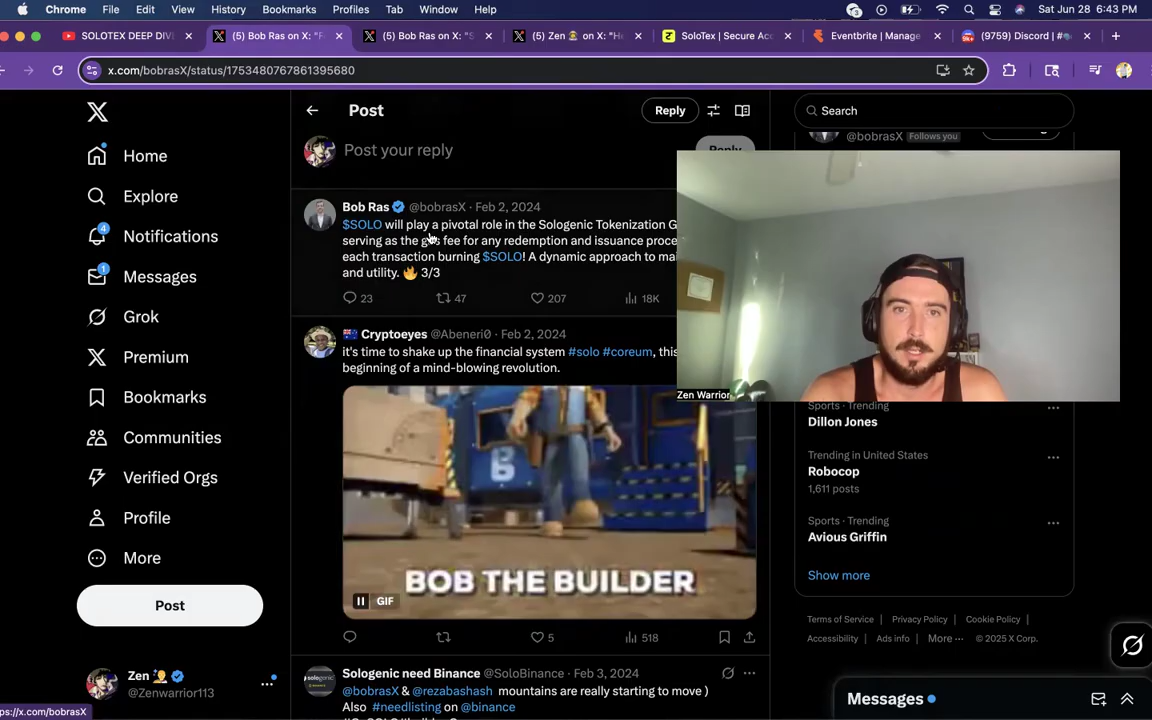 Chrome File Edit View History Bookmarks Profiles Tab Window Help
3
Sat Jun 28 6:43 PM
SOLOTEX DEEP DIV
(5) Bob Ras on X: "F
(5) Bob Ras on X: "S
(5) Zen on X: "He
SoloTex | Secure Acc
Eventbrite | Manage
(9759) Discord | #
x.com/bobrasX/status/1753480767861395680
Post
Reply
Search
@bobrasX Follows you
Home
Explore
4
Notifications
1
Messages
Grok
Premium
Bookmarks
Communities
Verified Orgs
Profile
More
Post
Zen
@Zenwarrior113
ps://x.com/bobrasX
Post your reply
Reply
Bob Ras @bobrasX · Feb 2, 2024
$SOLO will play a pivotal role in the Sologenic Tokenization G
serving as the gas fee for any redemption and issuance proce
each transaction burning $SOLO! A dynamic approach to ma
and utility. 🔥 3/3
23 47 207 18K
Cryptoeyes @Abeneri0 · Feb 2, 2024
it's time to shake up the financial system #solo #coreum, this
beginning of a mind-blowing revolution.
B
BOB THE BUILDER
GIF
5 518
Sologenic need Binance @SoloBinance · Feb 3, 2024
@bobrasX & @rezabashash mountains are really starting to move )
Also #needlisting on @binance
Zen Warrior
Sports · Trending
Dillon Jones
Trending in United States
Robocop
1,611 posts
Sports · Trending
Avious Griffin
Show more
Terms of Service | Privacy Policy | Cookie Policy |
Accessibility | Ads info | More ··· © 2025 X Corp.
Messages